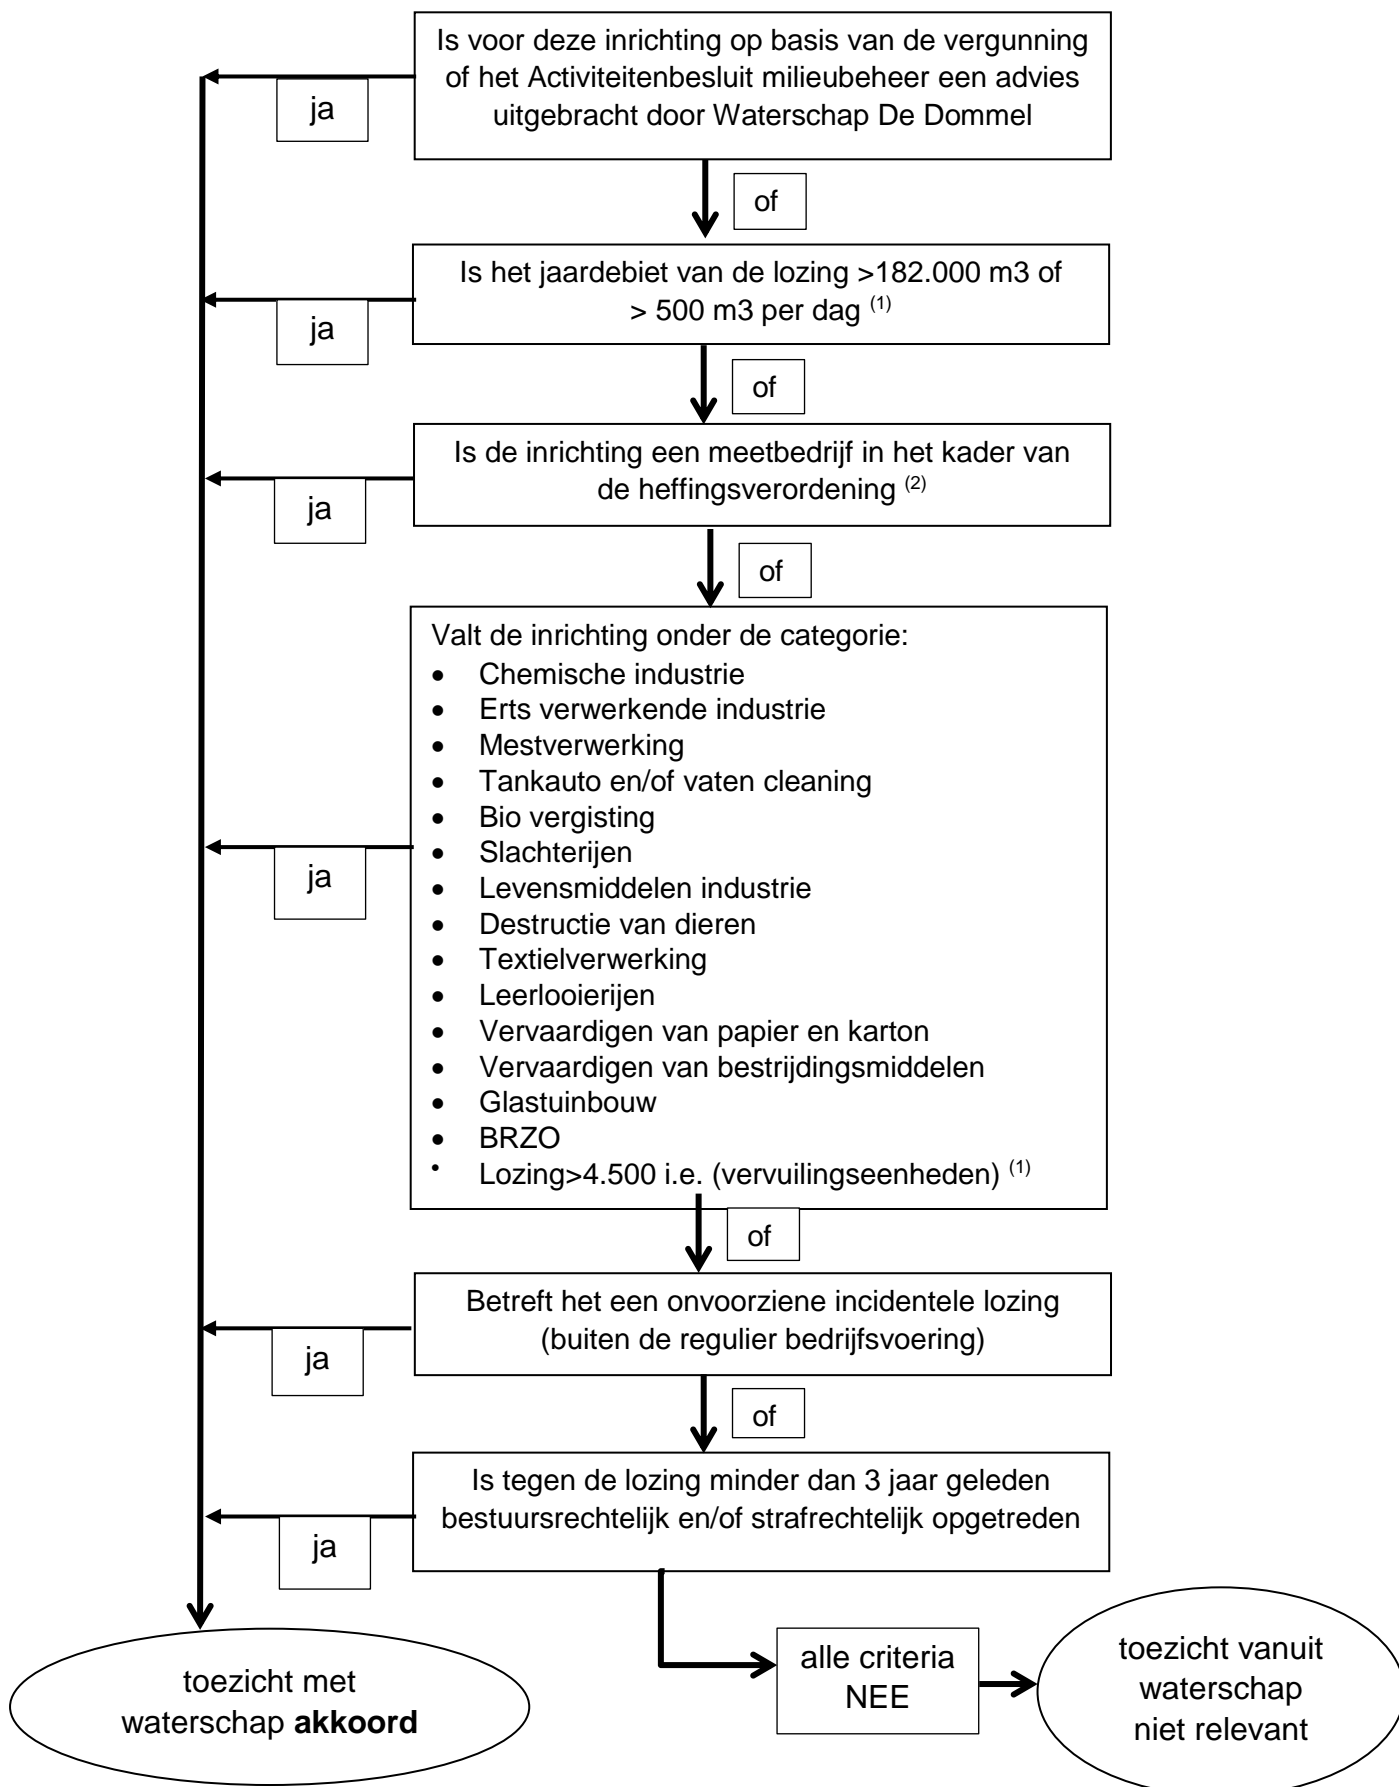 Is voor deze inrichting op basis van de vergunning
of het Activiteitenbesluit milieubeheer een advies
uitgebracht door Waterschap De Dommel
ja
of
Is het jaardebiet van de lozing >182.000 m3 of
> 500 m3 per dag (1)
ja
of
Is de inrichting een meetbedrijf in het kader van
de heffingsverordening (2)
ja
of
Valt de inrichting onder de categorie:
• Chemische industrie
• Erts verwerkende industrie
• Mestverwerking
• Tankauto en/of vaten cleaning
• Bio vergisting
• Slachterijen
• Levensmiddelen industrie
• Destructie van dieren
• Textielverwerking
• Leerlooierijen
• Vervaardigen van papier en karton
• Vervaardigen van bestrijdingsmiddelen
• Glastuinbouw
• BRZO
• Lozing>4.500 i.e. (vervuilingseenheden) (1)
ja
of
Betreft het een onvoorziene incidentele lozing
(buiten de regulier bedrijfsvoering)
ja
of
Is tegen de lozing minder dan 3 jaar geleden
bestuursrechtelijk en/of strafrechtelijk opgetreden
ja
toezicht met
waterschap akkoord
alle criteria
NEE
toezicht vanuit
waterschap
niet relevant